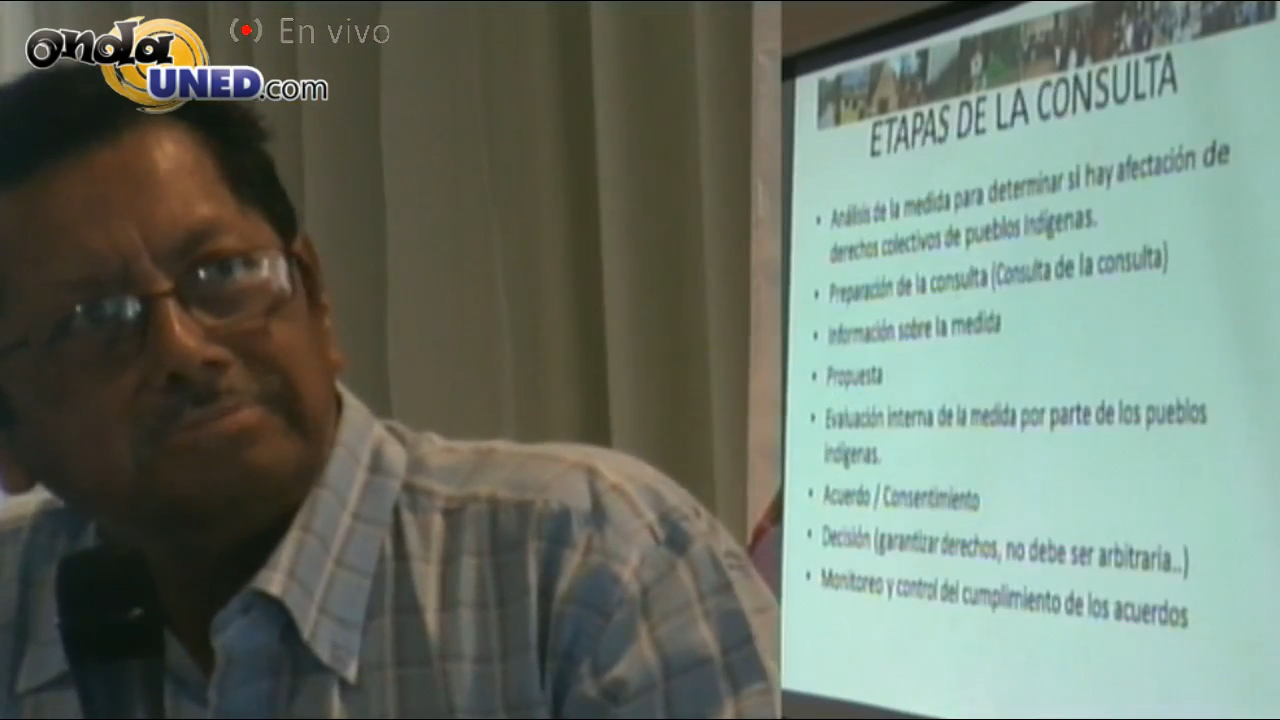 onda
UNED.com
En vivo
ETAPAS DE LA CONSULTA
• Análisis de la medida para determinar si hay afectación de
derechos colectivos de pueblos indígenas.
• Preparación de la consulta (Consulta de la consulta)
• Información sobre la medida
• Propuesta
• Evaluación interna de la medida por parte de los pueblos
indígenas.
• Acuerdo / Consentimiento
• Decisión (garantizar derechos, no debe ser arbitraria..)
• Monitoreo y control del cumplimiento de los acuerdos